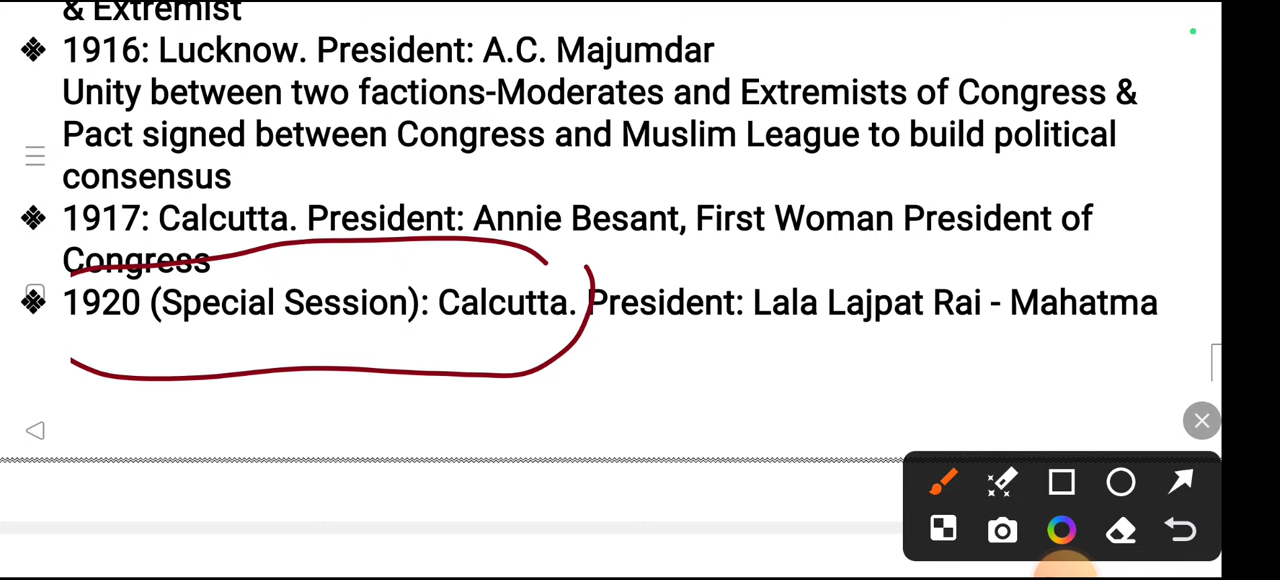 & Extremist
❖ 1916: Lucknow. President: A.C. Majumdar
Unity between two factions-Moderates and Extremists of Congress &
Pact signed between Congress and Muslim League to build political
consensus
❖ 1917: Calcutta. President: Annie Besant, First Woman President of
Congress
❖ 1920 (Special Session): Calcutta. President: Lala Lajpat Rai - Mahatma